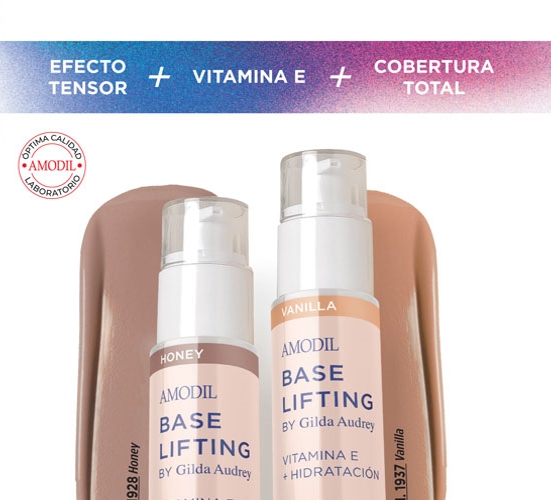 EFECTO
TENSOR
+
VITAMINA E
+
COBERTURA
TOTAL
ÓPTIMA CALIDAD
• AMODIL •
LABORATORIO
HONEY
AMODIL
BASE
LIFTING
BY Gilda Audrey
VANILLA
AMODIL
BASE
LIFTING
BY Gilda Audrey
VITAMINA E
+ HIDRATACIÓN
1928 Honey
1937 Vanilla